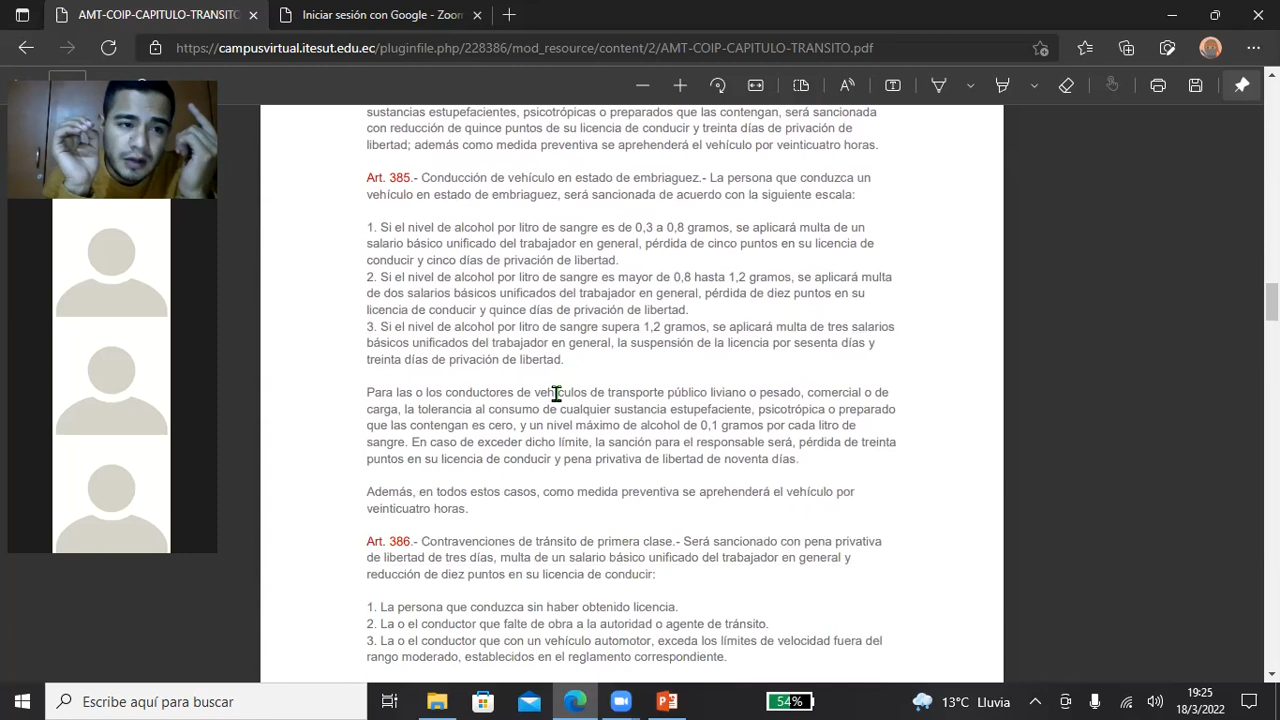 AMT-COIP-CAPITULO-TRANSITO
Iniciar sesión con Google - Zoom
https://campusvirtual.itesut.edu.ec/pluginfile.php/228386/mod_resource/content/2/AMT-COIP-CAPITULO-TRANSITO.pdf
sustancias estupefacientes, psicotrópicas o preparados que las contengan, será sancionada
con reducción de quince puntos de su licencia de conducir y treinta días de privación de
libertad; además como medida preventiva se aprehenderá el vehículo por veinticuatro horas.
Art. 385.- Conducción de vehículo en estado de embriaguez.- La persona que conduzca un
vehículo en estado de embriaguez, será sancionada de acuerdo con la siguiente escala:
1. Si el nivel de alcohol por litro de sangre es de 0,3 a 0,8 gramos, se aplicará multa de un
salario básico unificado del trabajador en general, pérdida de cinco puntos en su licencia de
conducir y cinco días de privación de libertad.
2. Si el nivel de alcohol por litro de sangre es mayor de 0,8 hasta 1,2 gramos, se aplicará multa
de dos salarios básicos unificados del trabajador en general, pérdida de diez puntos en su
licencia de conducir y quince días de privación de libertad.
3. Si el nivel de alcohol por litro de sangre supera 1,2 gramos, se aplicará multa de tres salarios
básicos unificados del trabajador en general, la suspensión de la licencia por sesenta días y
treinta días de privación de libertad.
Para las o los conductores de vehículos de transporte público liviano o pesado, comercial o de
carga, la tolerancia al consumo de cualquier sustancia estupefaciente, psicotrópica o preparado
que las contengan es cero, y un nivel máximo de alcohol de 0,1 gramos por cada litro de
sangre. En caso de exceder dicho límite, la sanción para el responsable será, pérdida de treinta
puntos en su licencia de conducir y pena privativa de libertad de noventa días.
Además, en todos estos casos, como medida preventiva se aprehenderá el vehículo por
veinticuatro horas.
Art. 386.- Contravenciones de tránsito de primera clase.- Será sancionado con pena privativa
de libertad de tres días, multa de un salario básico unificado del trabajador en general y
reducción de diez puntos en su licencia de conducir:
1. La persona que conduzca sin haber obtenido licencia.
2. La o el conductor que falte de obra a la autoridad o agente de tránsito.
3. La o el conductor que con un vehículo automotor, exceda los límites de velocidad fuera del
rango moderado, establecidos en el reglamento correspondiente.
Escribe aquí para buscar
54%
13°C Lluvia
19:25
18/3/2022